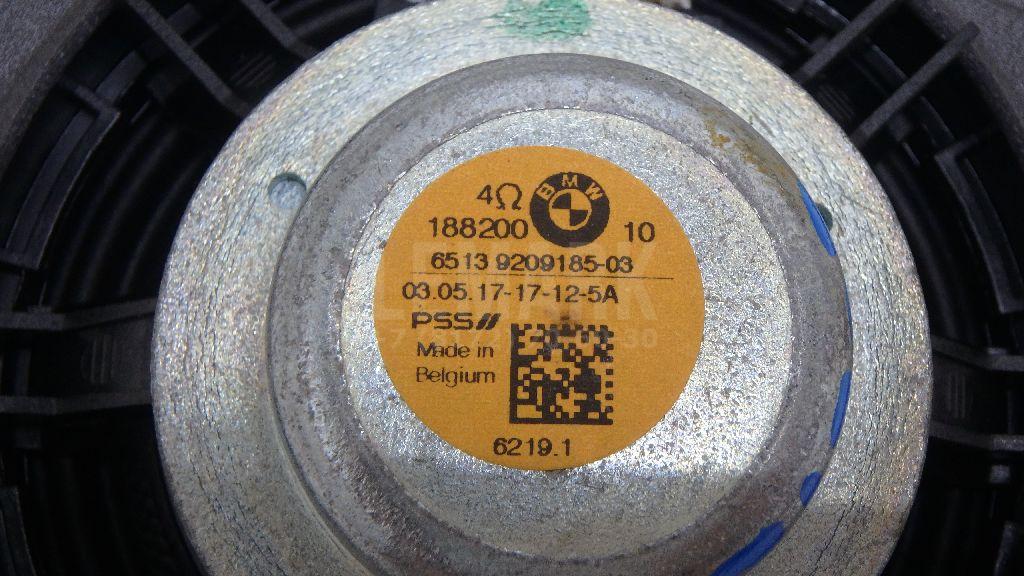 4Ω BMW
188200 10
6513 9209185-03
03.05.17-17-12-5A
PSS
Made in
Belgium
6219.1